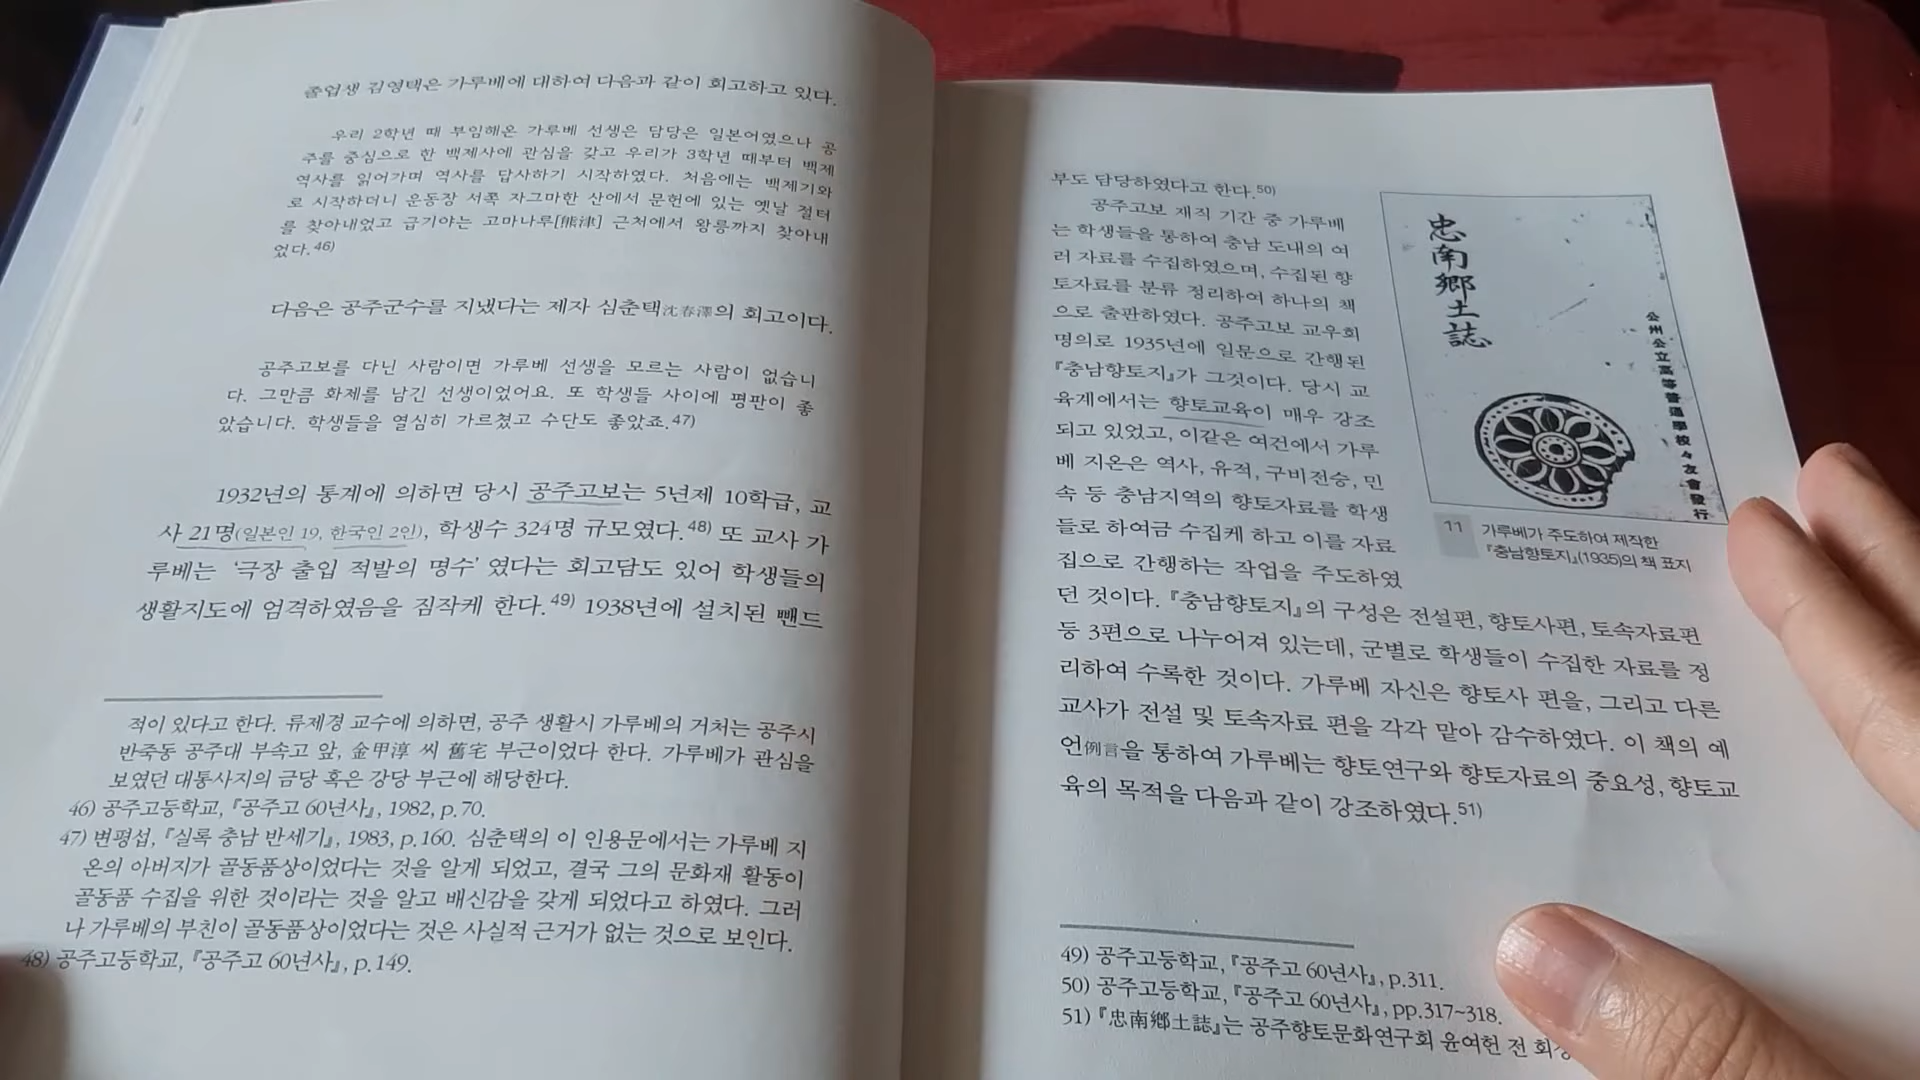 졸업생 김영택은 가루베에 대하여 다음과 같이 회고하고 있다.
우리 2학년 때 부임해온 가루베 선생은 담당은 일본어였으나 공
주를 중심으로 한 백제사에 관심을 갖고 우리가 3학년 때부터 백제
역사를 읽어가며 역사를 답사하기 시작하였다. 처음에는 백제기와
로 시작하더니 운동장 서쪽 자그마한 산에서 문헌에 있는 옛날 절터
를 찾아내었고 급기야는 고마나루[熊津] 근처에서 왕릉까지 찾아내
었다.46)
다음은 공주군수를 지냈다는 제자 심춘택沈春澤의 회고이다.
공주고보를 다닌 사람이면 가루베 선생을 모르는 사람이 없습니
다. 그만큼 화제를 남긴 선생이었어요. 또 학생들 사이에 평판이 좋
았습니다. 학생들을 열심히 가르쳤고 수단도 좋았죠.47)
1932년의 통계에 의하면 당시 공주고보는 5년제 10학급, 교
사 21명(일본인 19, 한국인 2인), 학생수 324명 규모였다.48) 또 교사 가
루베는 ‘극장 출입 적발의 명수’ 였다는 회고담도 있어 학생들의
생활지도에 엄격하였음을 짐작케 한다.49) 1938년에 설치된 밴드
적이 있다고 한다. 류제경 교수에 의하면, 공주 생활시 가루베의 거처는 공주시
반죽동 공주대 부속고 앞, 金甲淳 씨 舊宅 부근이었다 한다. 가루베가 관심을
보였던 대통사지의 금당 혹은 강당 부근에 해당한다.
46) 공주고등학교, 『공주고 60년사』, 1982, p.70.
47) 변평섭, 『실록 충남 반세기』, 1983, p.160. 심춘택의 이 인용문에서는 가루베 지
온의 아버지가 골동품상이었다는 것을 알게 되었고, 결국 그의 문화재 활동이
골동품 수집을 위한 것이라는 것을 알고 배신감을 갖게 되었다고 하였다. 그러
나 가루베의 부친이 골동품상이었다는 것은 사실적 근거가 없는 것으로 보인다.
48) 공주고등학교, 『공주고 60년사』, p.149.
부도 담당하였다고 한다.50)
공주고보 재직 기간 중 가루베
는 학생들을 통하여 충남 도내의 여
러 자료를 수집하였으며, 수집된 향
토자료를 분류 정리하여 하나의 책
으로 출판하였다. 공주고보 교우회
명의로 1935년에 일문으로 간행된
『충남향토지』가 그것이다. 당시 교
육계에서는 향토교육이 매우 강조
되고 있었고, 이같은 여건에서 가루
베 지온은 역사, 유적, 구비전승, 민
속 등 충남지역의 향토자료를 학생
들로 하여금 수집케 하고 이를 자료
집으로 간행하는 작업을 주도하였
던 것이다. 『충남향토지』의 구성은 전설편, 향토사편, 토속자료편
등 3편으로 나누어져 있는데, 군별로 학생들이 수집한 자료를 정
리하여 수록한 것이다. 가루베 자신은 향토사 편을, 그리고 다른
교사가 전설 및 토속자료 편을 각각 맡아 감수하였다. 이 책의 예
언例言을 통하여 가루베는 향토연구와 향토자료의 중요성, 향토교
육의 목적을 다음과 같이 강조하였다.51)
忠南鄕土誌
公州公立高等普通學校々友會發行
11 가루베가 주도하여 제작한
『충남향토지』(1935)의 책 표지
49) 공주고등학교, 『공주고 60년사』, p.311.
50) 공주고등학교, 『공주고 60년사』, pp.317~318.
51) 『忠南鄕土誌』는 공주향토문화연구회 윤여헌 전 회장